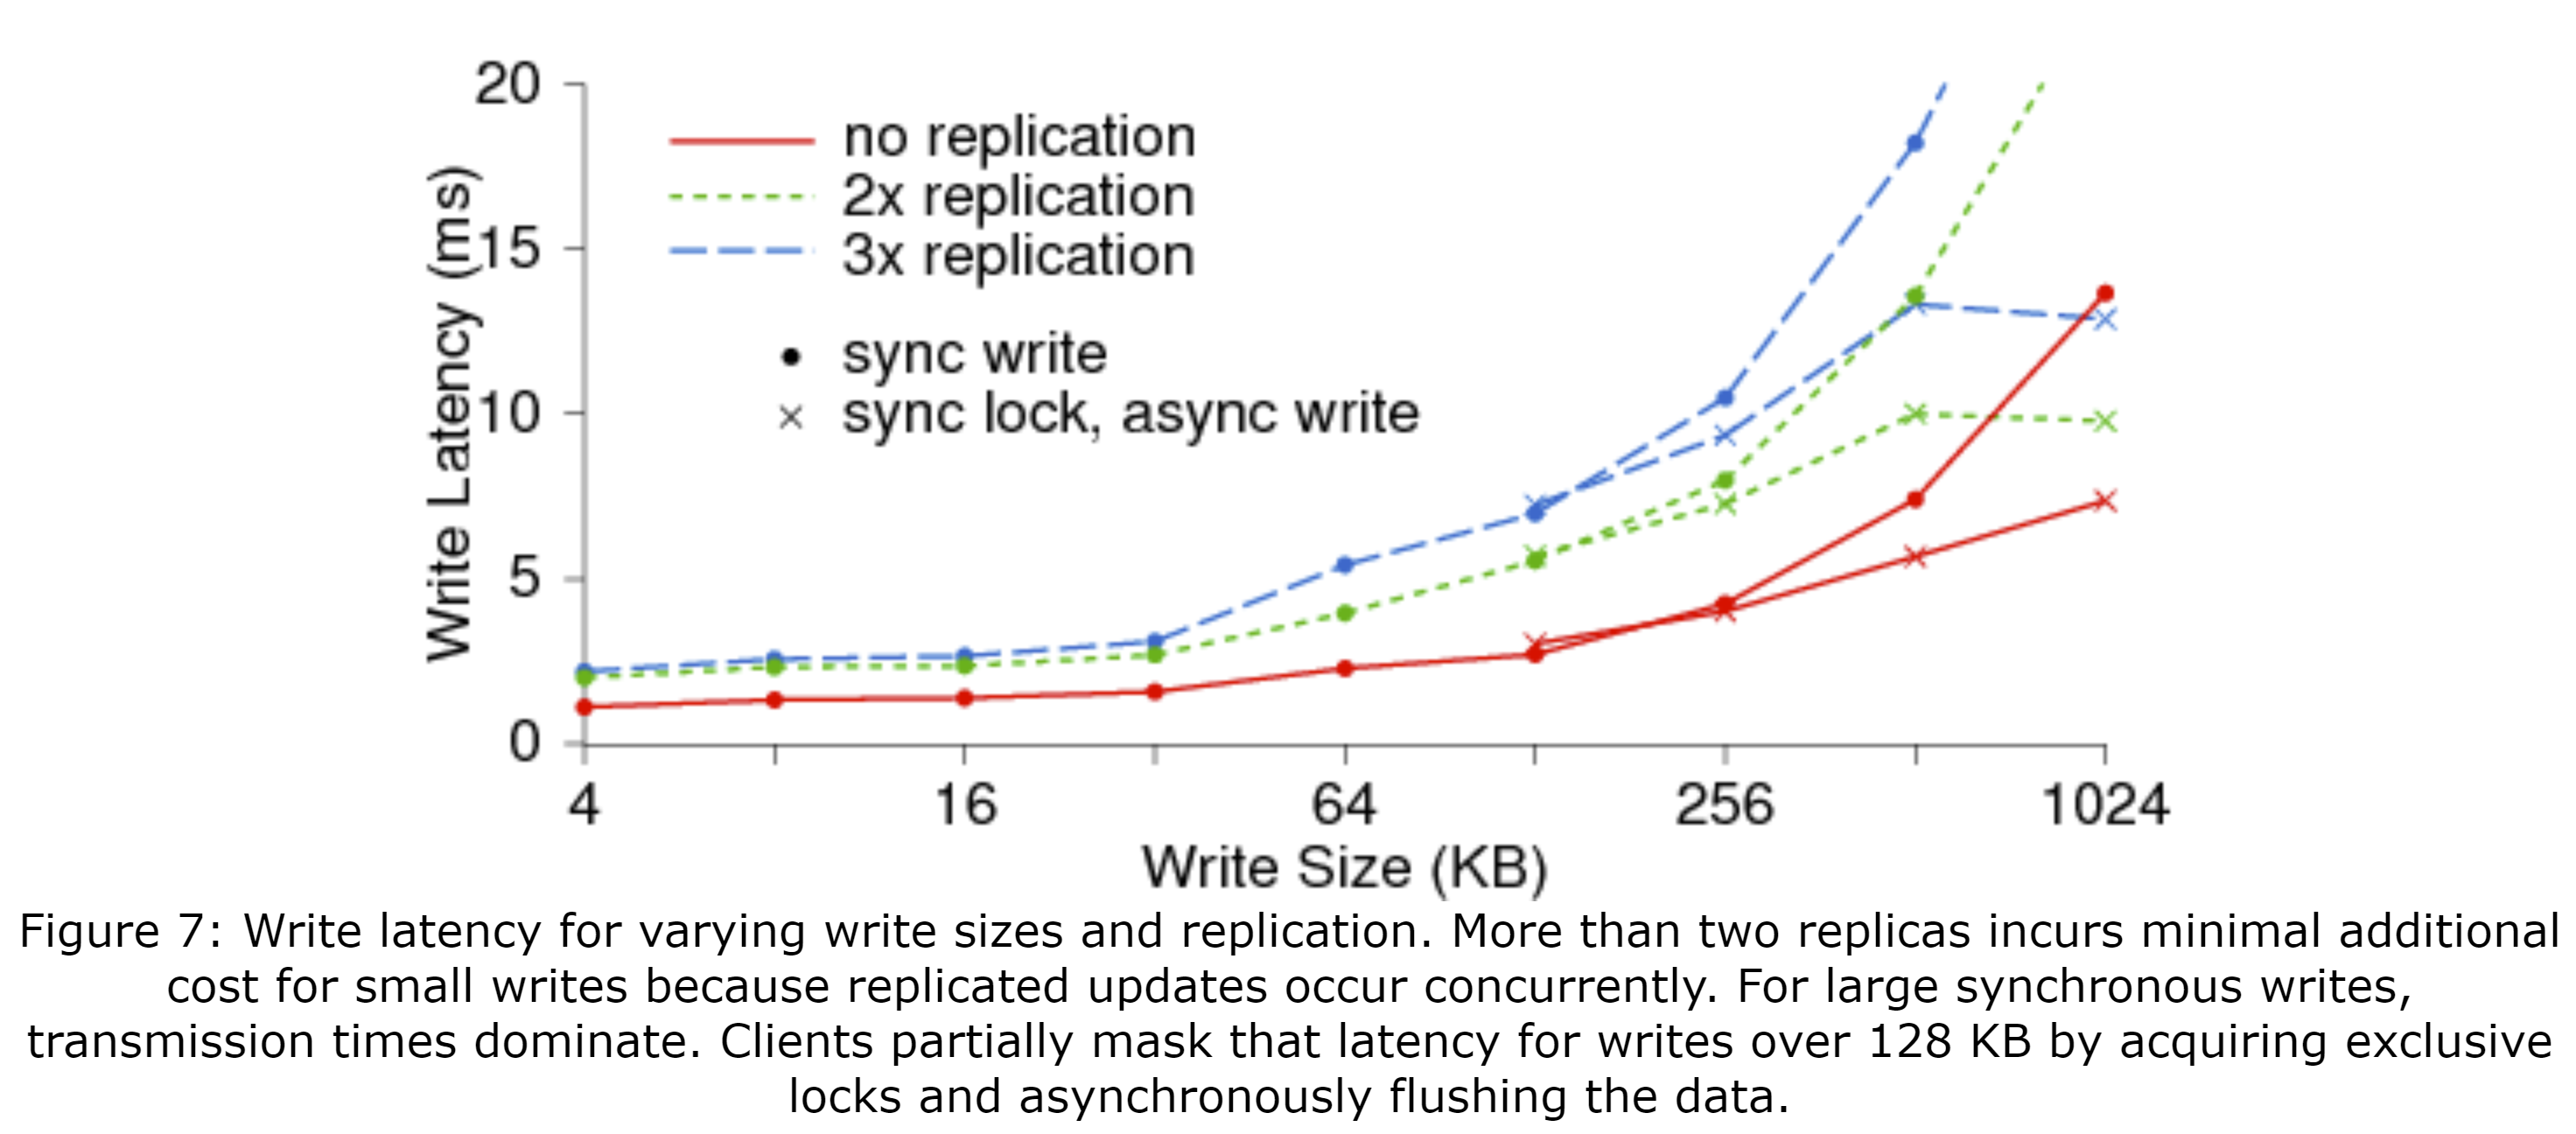 20
15
10
5
0
Write Latency (ms)
no replication
2x replication
3x replication
sync write
sync lock, async write
4 16 64 256 1024
Write Size (KB)
Figure 7: Write latency for varying write sizes and replication. More than two replicas incurs minimal additional
cost for small writes because replicated updates occur concurrently. For large synchronous writes,
transmission times dominate. Clients partially mask that latency for writes over 128 KB by acquiring exclusive
locks and asynchronously flushing the data.